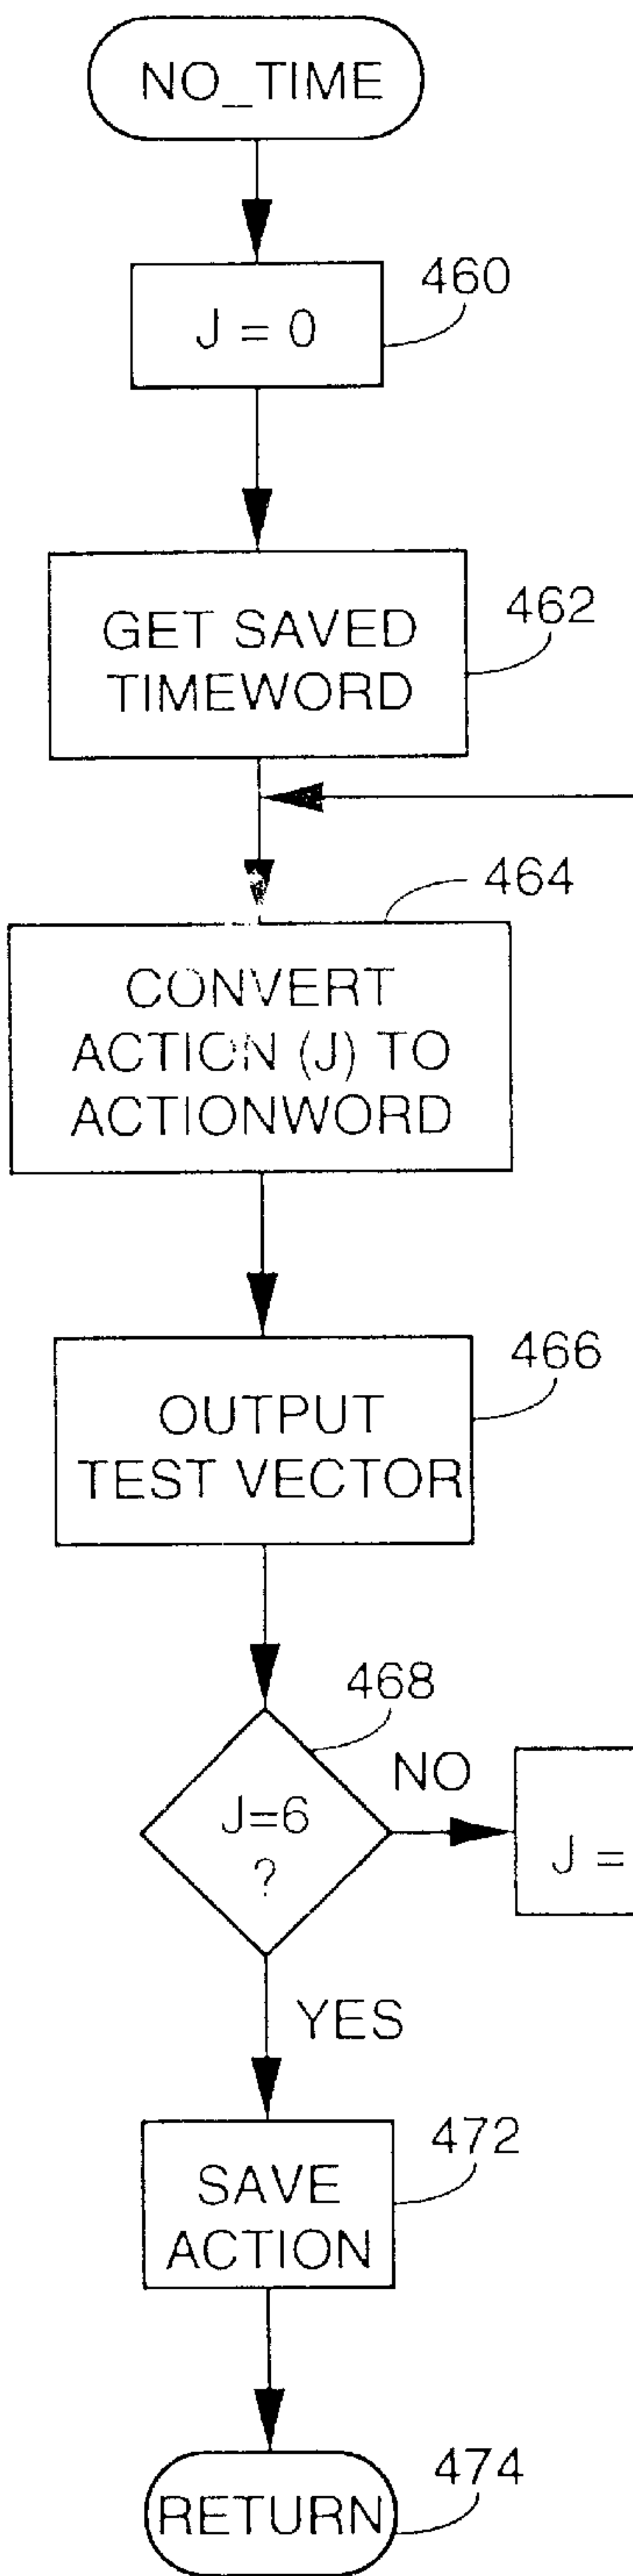 NO_TIME
460
J = 0
462
GET SAVED
TIMEWORD
464
CONVERT
ACTION (J) TO
ACTIONWORD
466
OUTPUT
TEST VECTOR
468
J=6
?
NO
J =
YES
472
SAVE
ACTION
474
RETURN